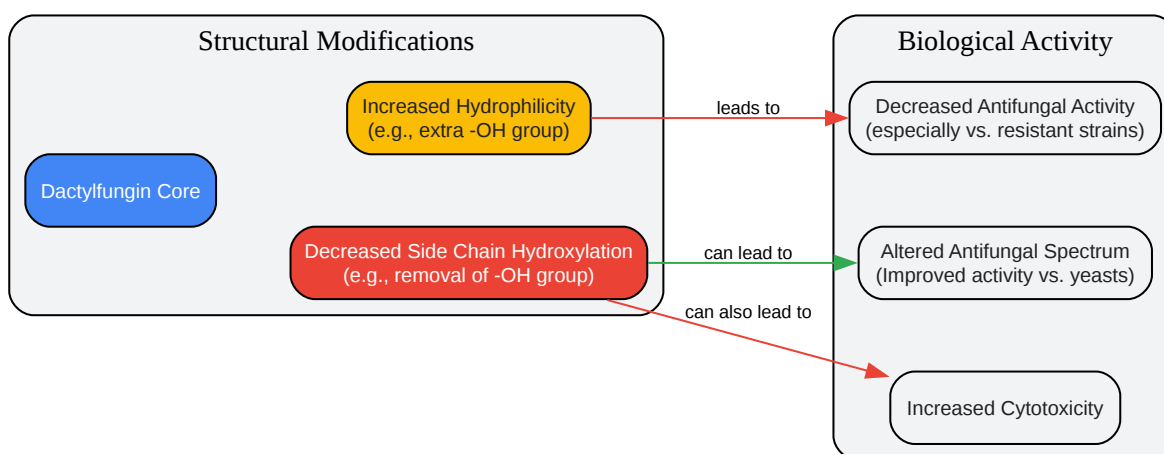 Structural Modifications
Biological Activity
Increased Hydrophilicity
(e.g., extra -OH group)
leads to
Decreased Antifungal Activity
(especially vs. resistant strains)
Dactylfungin Core
Decreased Side Chain Hydroxylation
(e.g., removal of -OH group)
can lead to
Altered Antifungal Spectrum
(Improved activity vs. yeasts)
can also lead to
Increased Cytotoxicity